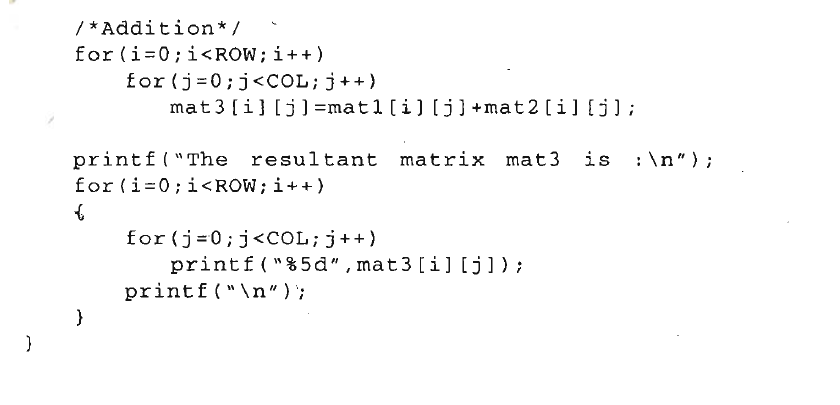 /*Addition*/
for(i=0;i<ROW;i++)
for(j=0;j<COL;j++)
mat3[i][j]=mat1[i][j]+mat2[i][j];
printf("The resultant matrix mat3 is :\n");
for(i=0;i<ROW;i++)
{
for(j=0;j<COL;j++)
printf("%5d",mat3[i][j]);
printf("\n");
}
}